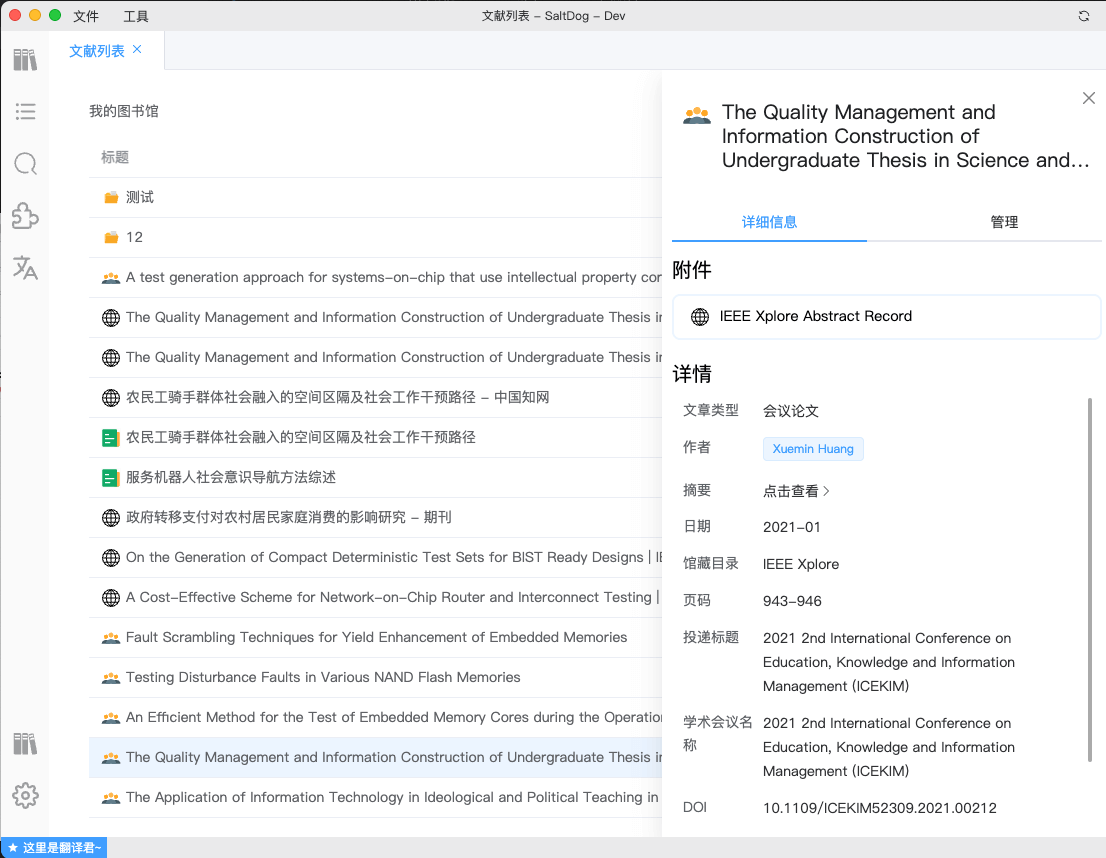 文件 工具
文献列表 – SaltDog – Dev
文献列表
我的图书馆
标题
测试
12
A test generation approach for systems-on-chip that use intellectual property cor
The Quality Management and Information Construction of Undergraduate Thesis in
The Quality Management and Information Construction of Undergraduate Thesis in
农民工骑手群体社会融入的空间区隔及社会工作干预路径 – 中国知网
农民工骑手群体社会融入的空间区隔及社会工作干预路径
服务机器人社会意识导航方法综述
政府转移支付对农村居民家庭消费的影响研究 – 期刊
On the Generation of Compact Deterministic Test Sets for BIST Ready Designs | IE
A Cost-Effective Scheme for Network-on-Chip Router and Interconnect Testing |
Fault Scrambling Techniques for Yield Enhancement of Embedded Memories
Testing Disturbance Faults in Various NAND Flash Memories
An Efficient Method for the Test of Embedded Memory Cores during the Operation
The Quality Management and Information Construction of Undergraduate Thesis in
The Application of Information Technology in Ideological and Political Teaching in
The Quality Management and
Information Construction of
Undergraduate Thesis in Science and...
详细信息 管理
附件
IEEE Xplore Abstract Record
详情
文章类型 会议论文
作者 Xuemin Huang
摘要 点击查看
日期 2021-01
馆藏目录 IEEE Xplore
页码 943-946
投递标题 2021 2nd International Conference on
Education, Knowledge and Information
Management (ICEKIM)
学术会议名 2021 2nd International Conference on
称 Education, Knowledge and Information
Management (ICEKIM)
DOI 10.1109/ICEKIM52309.2021.00212
★ 这里是翻译君~